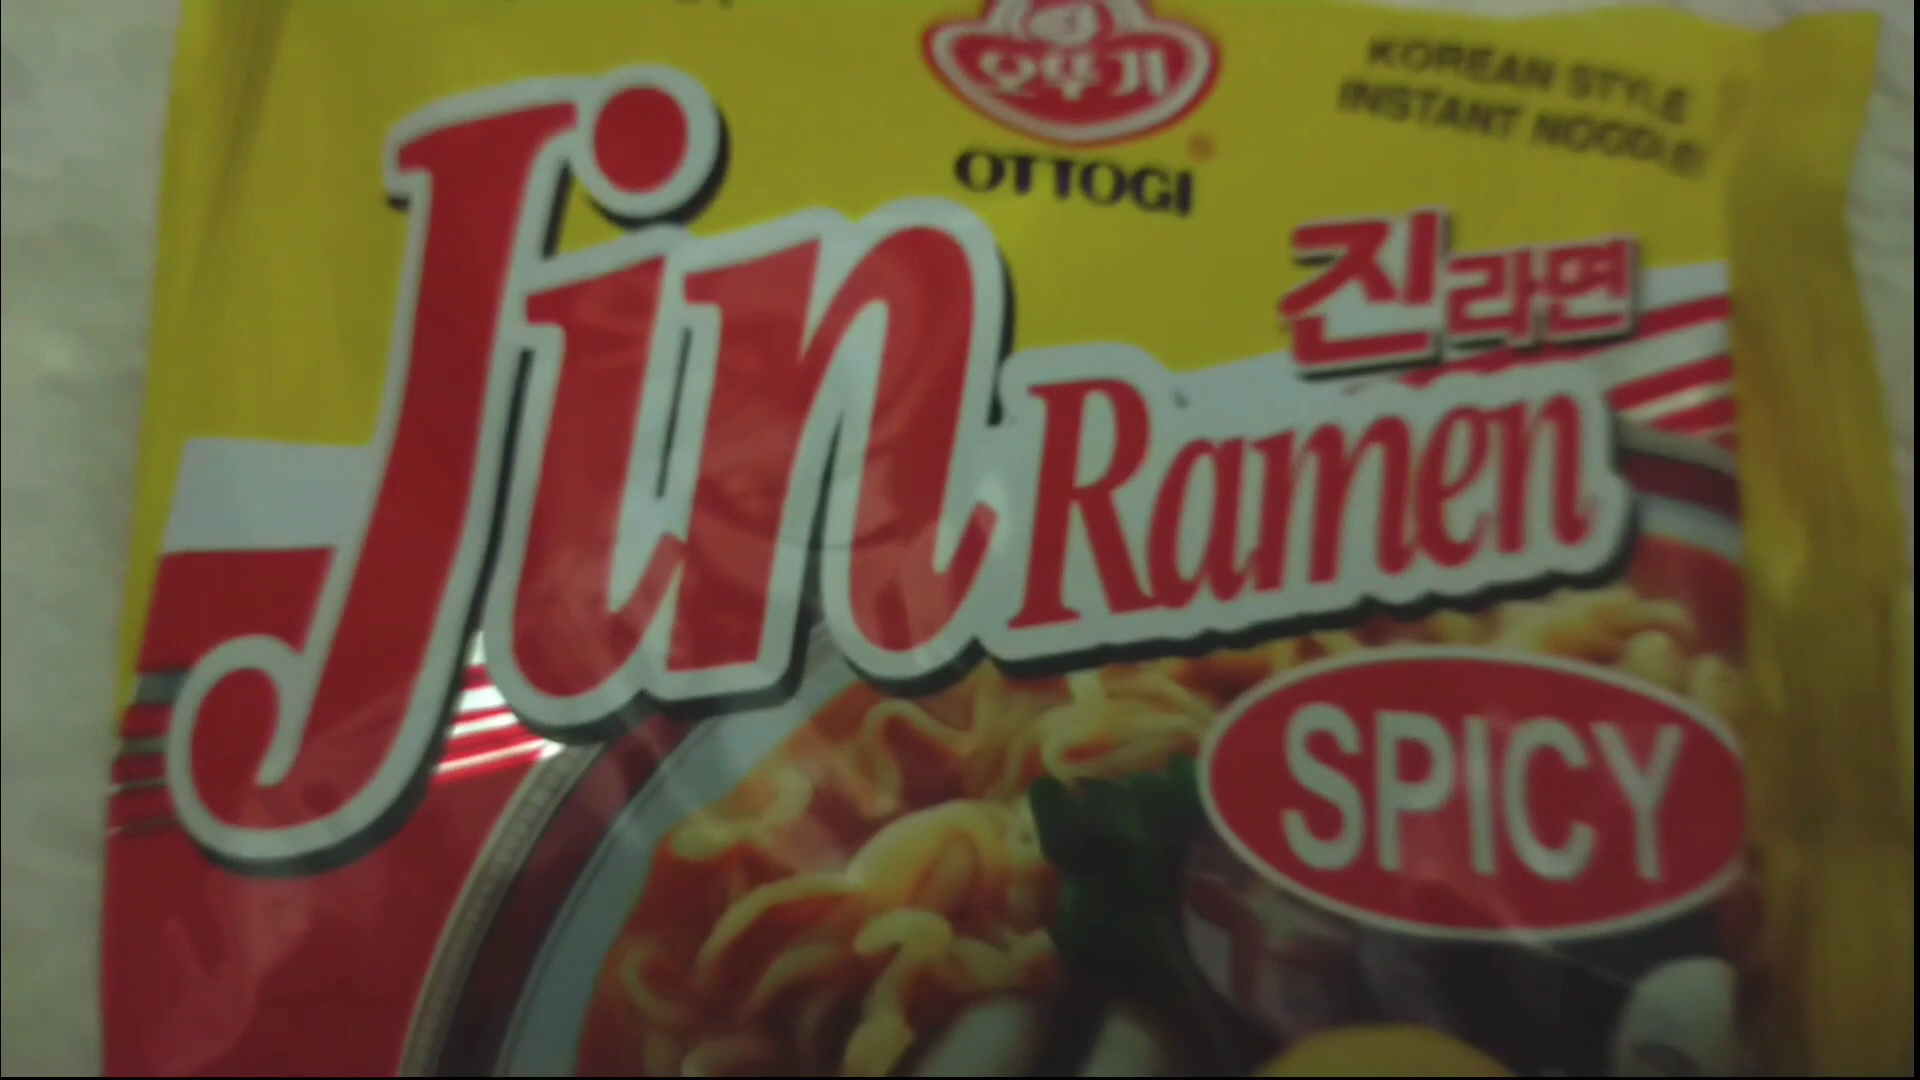 오뚜기
OTTOGI
KOREAN STYLE
INSTANT NOODLE
진라면
Jin Ramen
SPICY